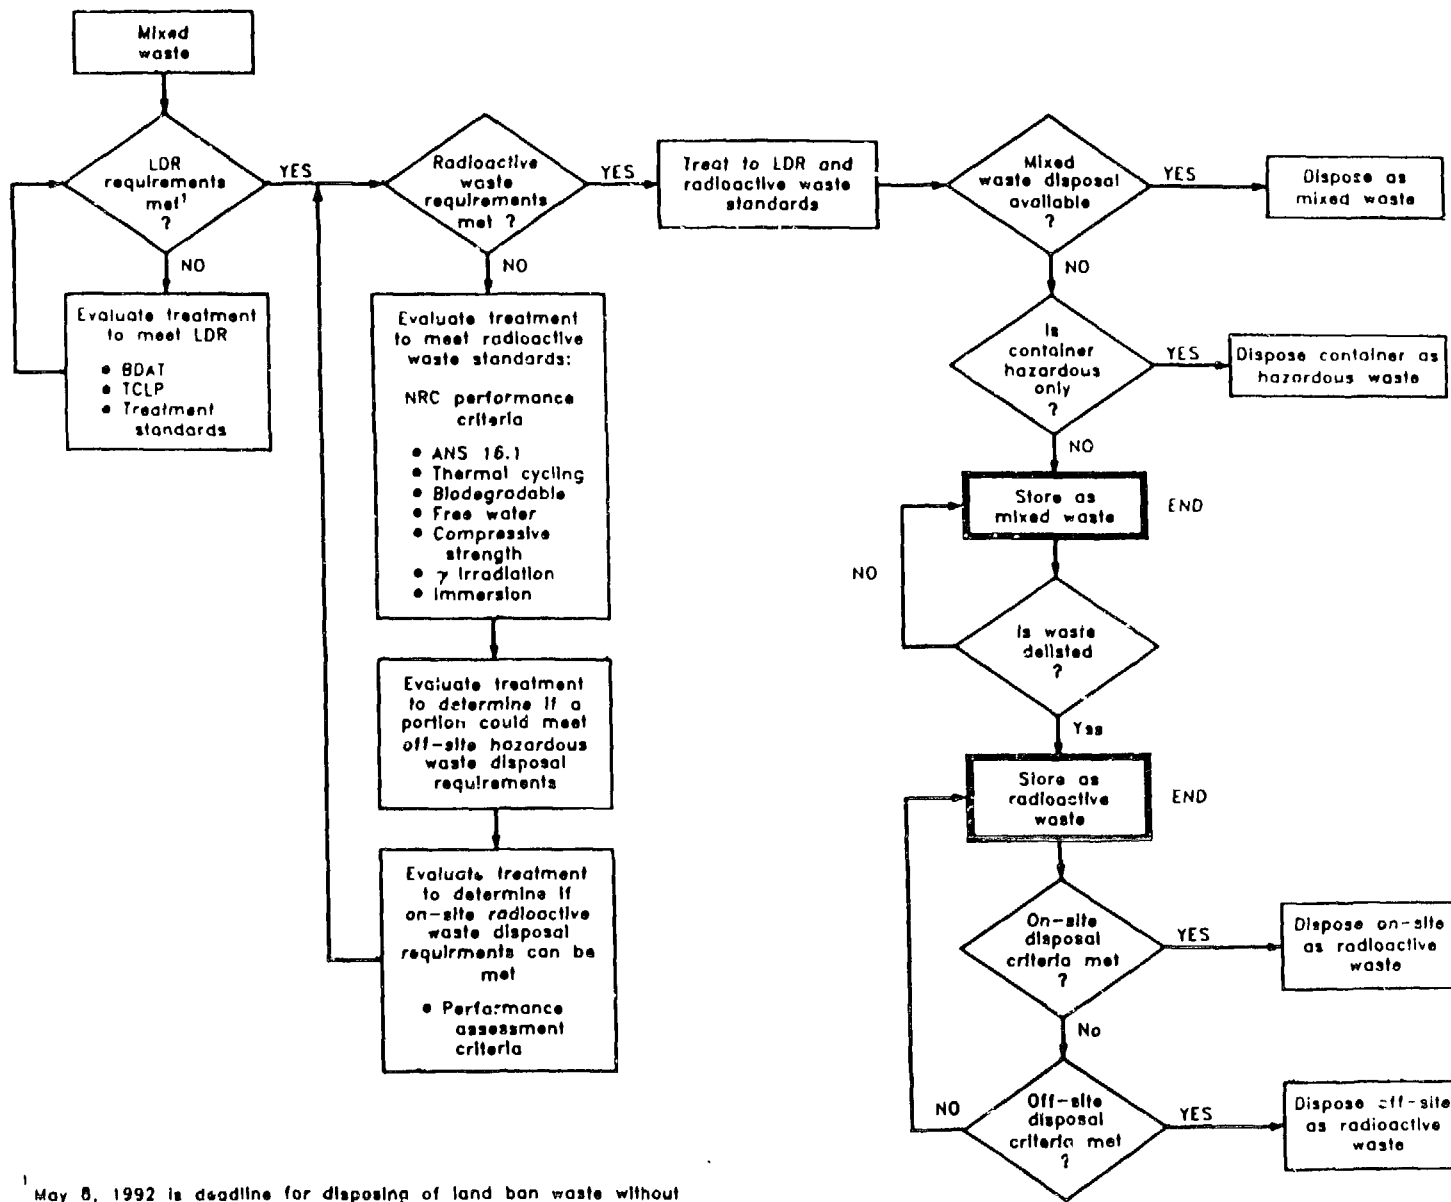 Mixed
waste
LDR
requirements
met¹
?
YES
NO
Evaluate treatment
to meet LDR
• BDAT
• TCLP
• Treatment
standards
Radioactive
waste
requirements
met ?
YES
NO
Evaluate treatment
to meet radioactive
waste standards:
NRC performance
criteria
• ANS 16.1
• Thermal cycling
• Biodegradable
• Free water
• Compressive
strength
• γ irradiation
• Immersion
Evaluate treatment
to determine if a
portion could meet
off-site hazardous
waste disposal
requirements
Evaluate treatment
to determine if
on-site radioactive
waste disposal
requirments can be
met
• Performance
assessment
criteria
Treat to LDR and
radioactive waste
standards
Mixed
waste disposal
available
?
YES
Dispose as
mixed waste
NO
Is
container
hazardous
only
?
YES
Dispose container as
hazardous waste
NO
Store as
mixed waste
END
NO
Is waste
delisted
?
Yss
Store as
radioactive
waste
END
On-site
disposal
criteria met
?
YES
Dispose on-site
as radioactive
waste
No
Off-site
disposal
criteria met
?
NO
YES
Dispose off-site
as radioactive
waste
¹ May 8, 1992 is deadline for disposing of land ban waste without